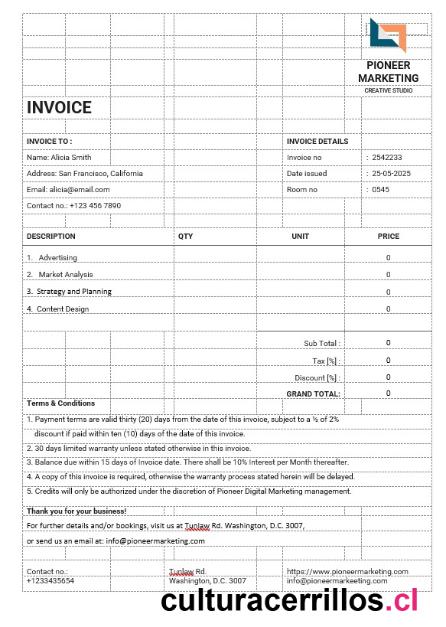 PIONEER
MARKETING
CREATIVE STUDIO
INVOICE
INVOICE TO :
INVOICE DETAILS
Name: Alicia Smith
Invoice no : 2542233
Address: San Francisco, California
Date issued : 25-05-2025
Email: alicia@email.com
Room no : 0545
Contact no.: +123 456 7890
DESCRIPTION QTY UNIT PRICE
1. Advertising 0
2. Market Analysis 0
3. Strategy and Planning 0
4. Content Design 0
Sub Total : 0
Tax [%] : 0
Discount [%] : 0
GRAND TOTAL: 0
Terms & Conditions
1. Payment terms are valid thirty (20) days from the date of this invoice, subject to a ½ of 2%
discount if paid within ten (10) days of the date of this invoice.
2. 30 days limited warranty unless stated otherwise in this invoice.
3. Balance due within 15 days of Invoice date. There shall be 10% Interest per Month thereafter.
4. A copy of this invoice is required, otherwise the warranty process stated herein will be delayed.
5. Credits will only be authorized under the discretion of Pioneer Digital Marketing management.
Thank you for your business!
For further details and/or bookings, visit us at Tunlaw Rd. Washington, D.C. 3007,
or send us an email at: info@pioneermarketing.com
Contact no.: Tunlaw Rd. https://www.pioneermarketing.com
+1233435654 Washington, D.C. 3007 info@pioneermarkeeting.com
culturacerrillos.cl